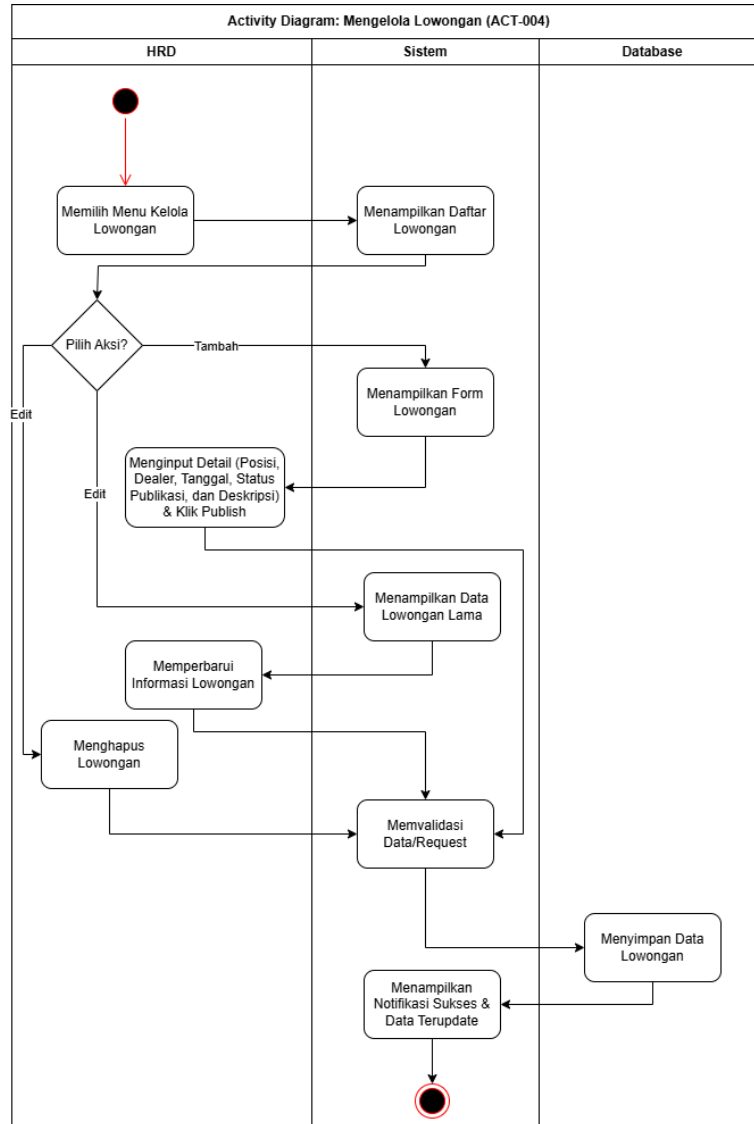 Activity Diagram: Mengelola Lowongan (ACT-004)
HRD
Sistem
Database
Memilih Menu Kelola
Lowongan
Menampilkan Daftar
Lowongan
Pilih Aksi?
Tambah
Menampilkan Form
Lowongan
Edit
Menginput Detail (Posisi,
Dealer, Tanggal, Status
Publikasi, dan Deskripsi)
& Klik Publish
Edit
Menampilkan Data
Lowongan Lama
Memperbarui
Informasi Lowongan
Menghapus
Lowongan
Memvalidasi
Data/Request
Menyimpan Data
Lowongan
Menampilkan
Notifikasi Sukses &
Data Terupdate